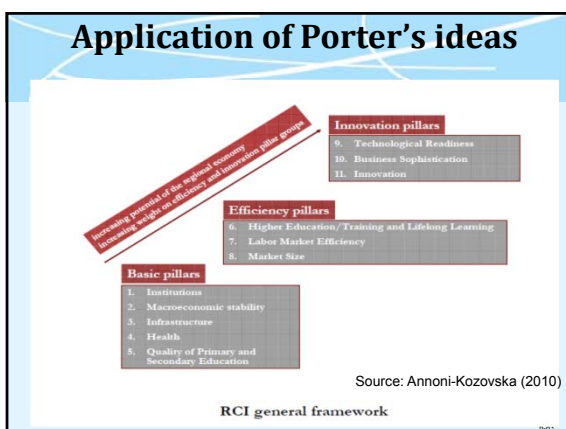 Application of Porter's ideas
increasing potential of the regional economy
increasing weight on efficiency and innovation pillar groups
Innovation pillars
9. Technological Readiness
10. Business Sophistication
11. Innovation
Efficiency pillars
6. Higher Education/Training and Lifelong Learning
7. Labor Market Efficiency
8. Market Size
Basic pillars
1. Institutions
2. Macroeconomic stability
3. Infrastructure
4. Health
5. Quality of Primary and
Secondary Education
Source: Annoni-Kozovska (2010)
RCI general framework